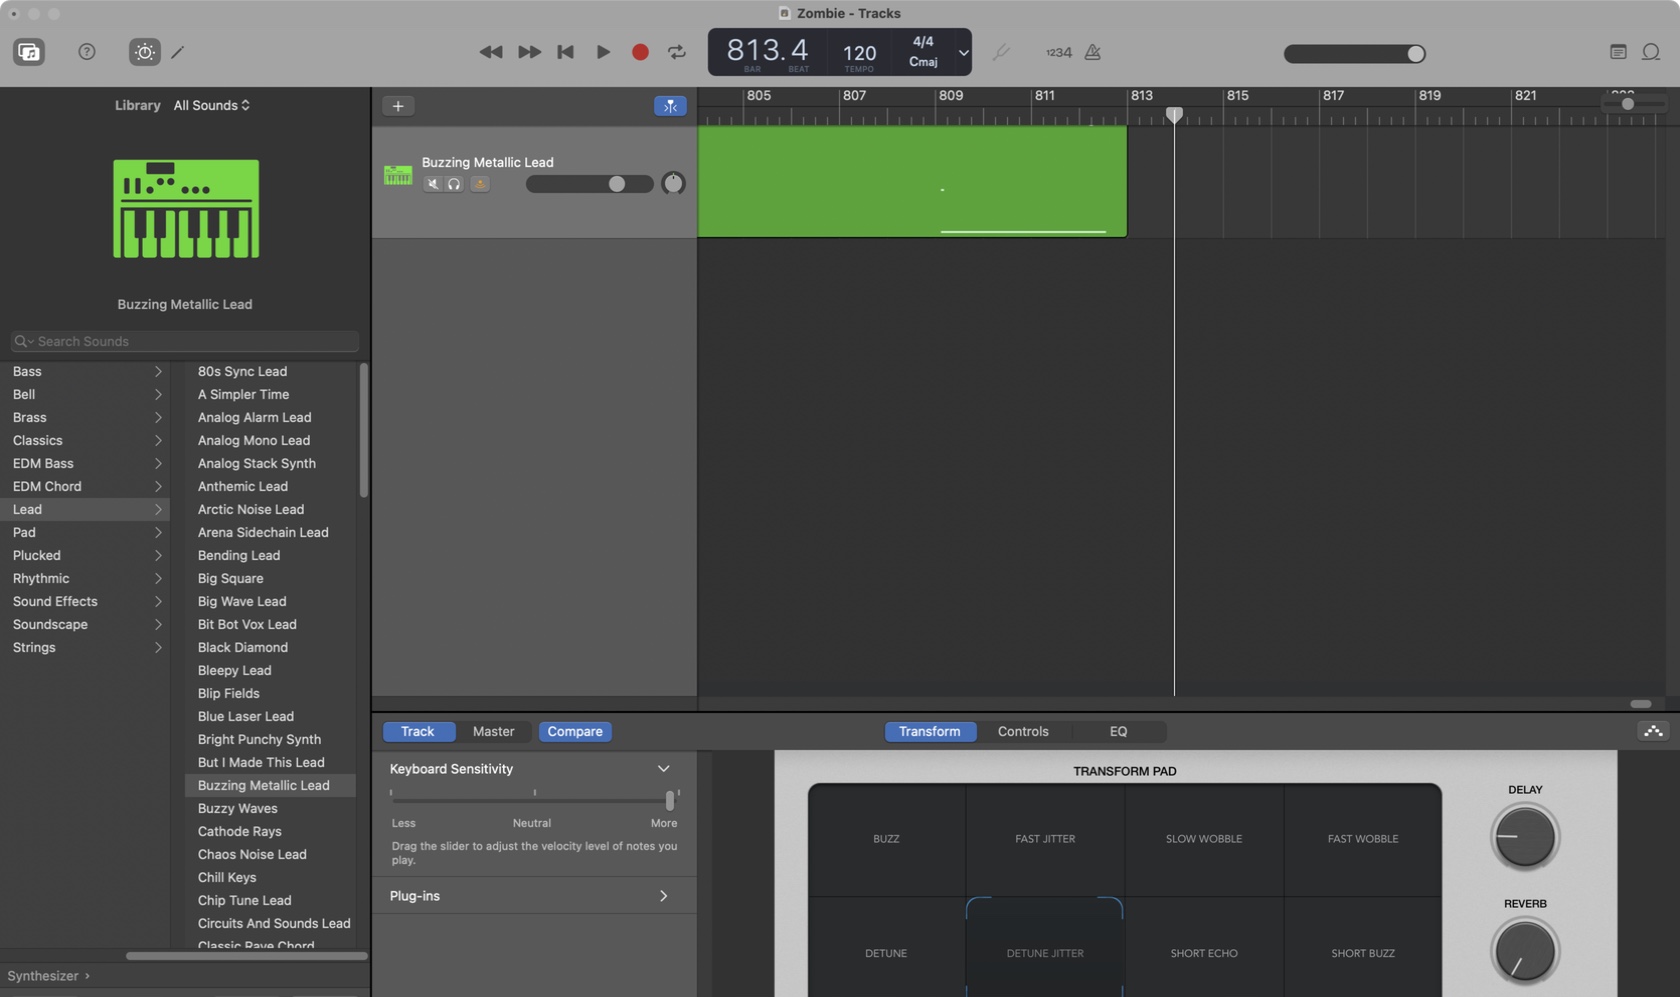 Zombie - Tracks
813.4
BAR BEAT
120
TEMPO
4/4
Cmaj
1234
Library All Sounds
Buzzing Metallic Lead
Search Sounds
Bass
Bell
Brass
Classics
EDM Bass
EDM Chord
Lead
Pad
Plucked
Rhythmic
Sound Effects
Soundscape
Strings
80s Sync Lead
A Simpler Time
Analog Alarm Lead
Analog Mono Lead
Analog Stack Synth
Anthemic Lead
Arctic Noise Lead
Arena Sidechain Lead
Bending Lead
Big Square
Big Wave Lead
Bit Bot Vox Lead
Black Diamond
Bleepy Lead
Blip Fields
Blue Laser Lead
Bright Punchy Synth
But I Made This Lead
Buzzing Metallic Lead
Buzzy Waves
Cathode Rays
Chaos Noise Lead
Chill Keys
Chip Tune Lead
Circuits And Sounds Lead
Classic Rave Chord
Synthesizer ›
805 807 809 811 813 815 817 819 821
Buzzing Metallic Lead
Track Master Compare
Transform Controls EQ
Keyboard Sensitivity
Less Neutral More
Drag the slider to adjust the velocity level of notes you
play.
Plug-ins
TRANSFORM PAD
BUZZ FAST JITTER SLOW WOBBLE FAST WOBBLE
DETUNE DETUNE JITTER SHORT ECHO SHORT BUZZ
DELAY
REVERB